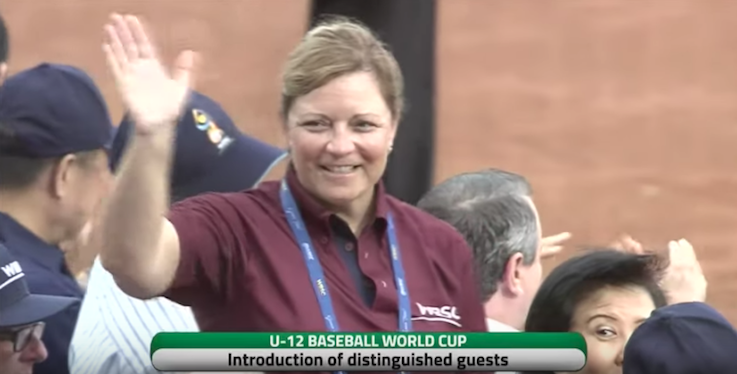 WBSC
U-12 BASEBALL WORLD CUP
Introduction of distinguished guests